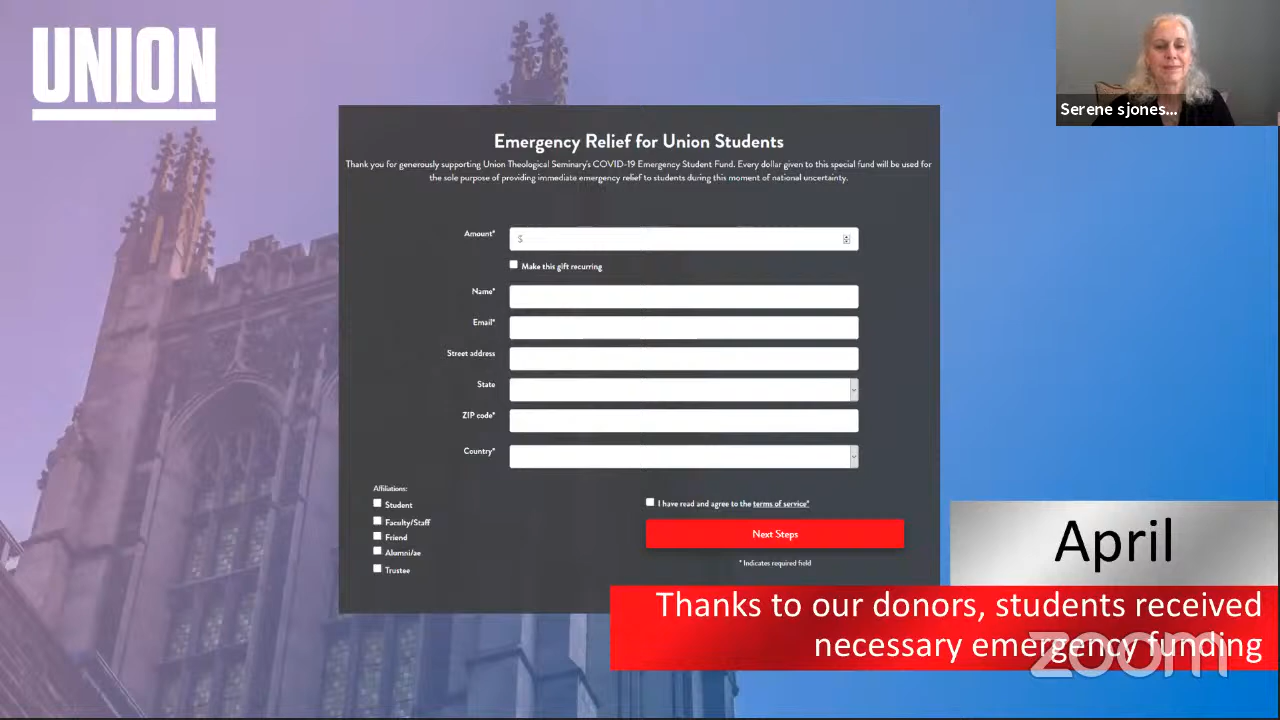 UNION
Serene sjones...
Emergency Relief for Union Students
Thank you for generously supporting Union Theological Seminary's COVID-19 Emergency Student Fund. Every dollar given to this special fund will be used for
the sole purpose of providing immediate emergency relief to students during this moment of national uncertainty.
Amount*
$
Make this gift recurring
Name*
Email*
Street address
State
ZIP code*
Country*
Affiliations:
Student
Faculty/Staff
Friend
Alumni/ae
Trustee
I have read and agree to the terms of service*
Next Steps
* Indicates required field
April
Thanks to our donors, students received
necessary emergency funding
zoom